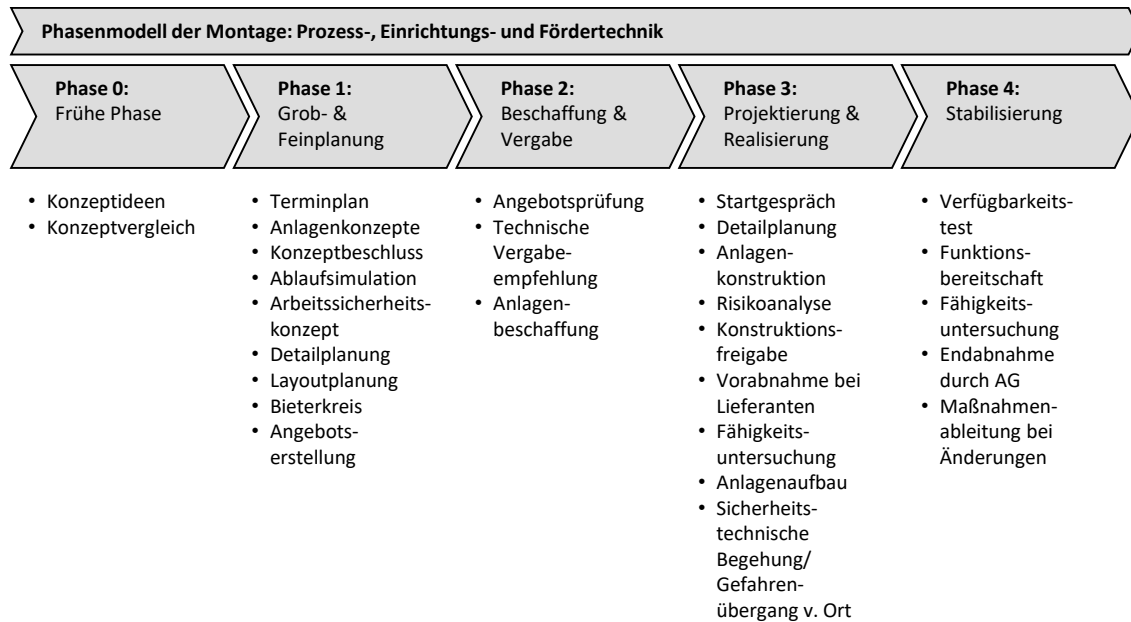 Phasenmodell der Montage: Prozess-, Einrichtungs- und Fördertechnik
Phase 0:
Frühe Phase
Phase 1:
Grob- &
Feinplanung
Phase 2:
Beschaffung &
Vergabe
Phase 3:
Projektierung &
Realisierung
Phase 4:
Stabilisierung
• Konzeptideen
• Konzeptvergleich
• Terminplan
• Anlagenkonzepte
• Konzeptbeschluss
• Ablaufsimulation
• Arbeitssicherheits-
konzept
• Detailplanung
• Layoutplanung
• Bieterkreis
• Angebots-
erstellung
• Angebotsprüfung
• Technische
Vergabe-
empfehlung
• Anlagen-
beschaffung
• Startgespräch
• Detailplanung
• Anlagen-
konstruktion
• Risikoanalyse
• Konstruktions-
freigabe
• Vorabnahme bei
Lieferanten
• Fähigkeits-
untersuchung
• Anlagenaufbau
• Sicherheits-
technische
Begehung/
Gefahren-
übergang v. Ort
• Verfügbarkeits-
test
• Funktions-
bereitschaft
• Fähigkeits-
untersuchung
• Endabnahme
durch AG
• Maßnahmen-
ableitung bei
Änderungen